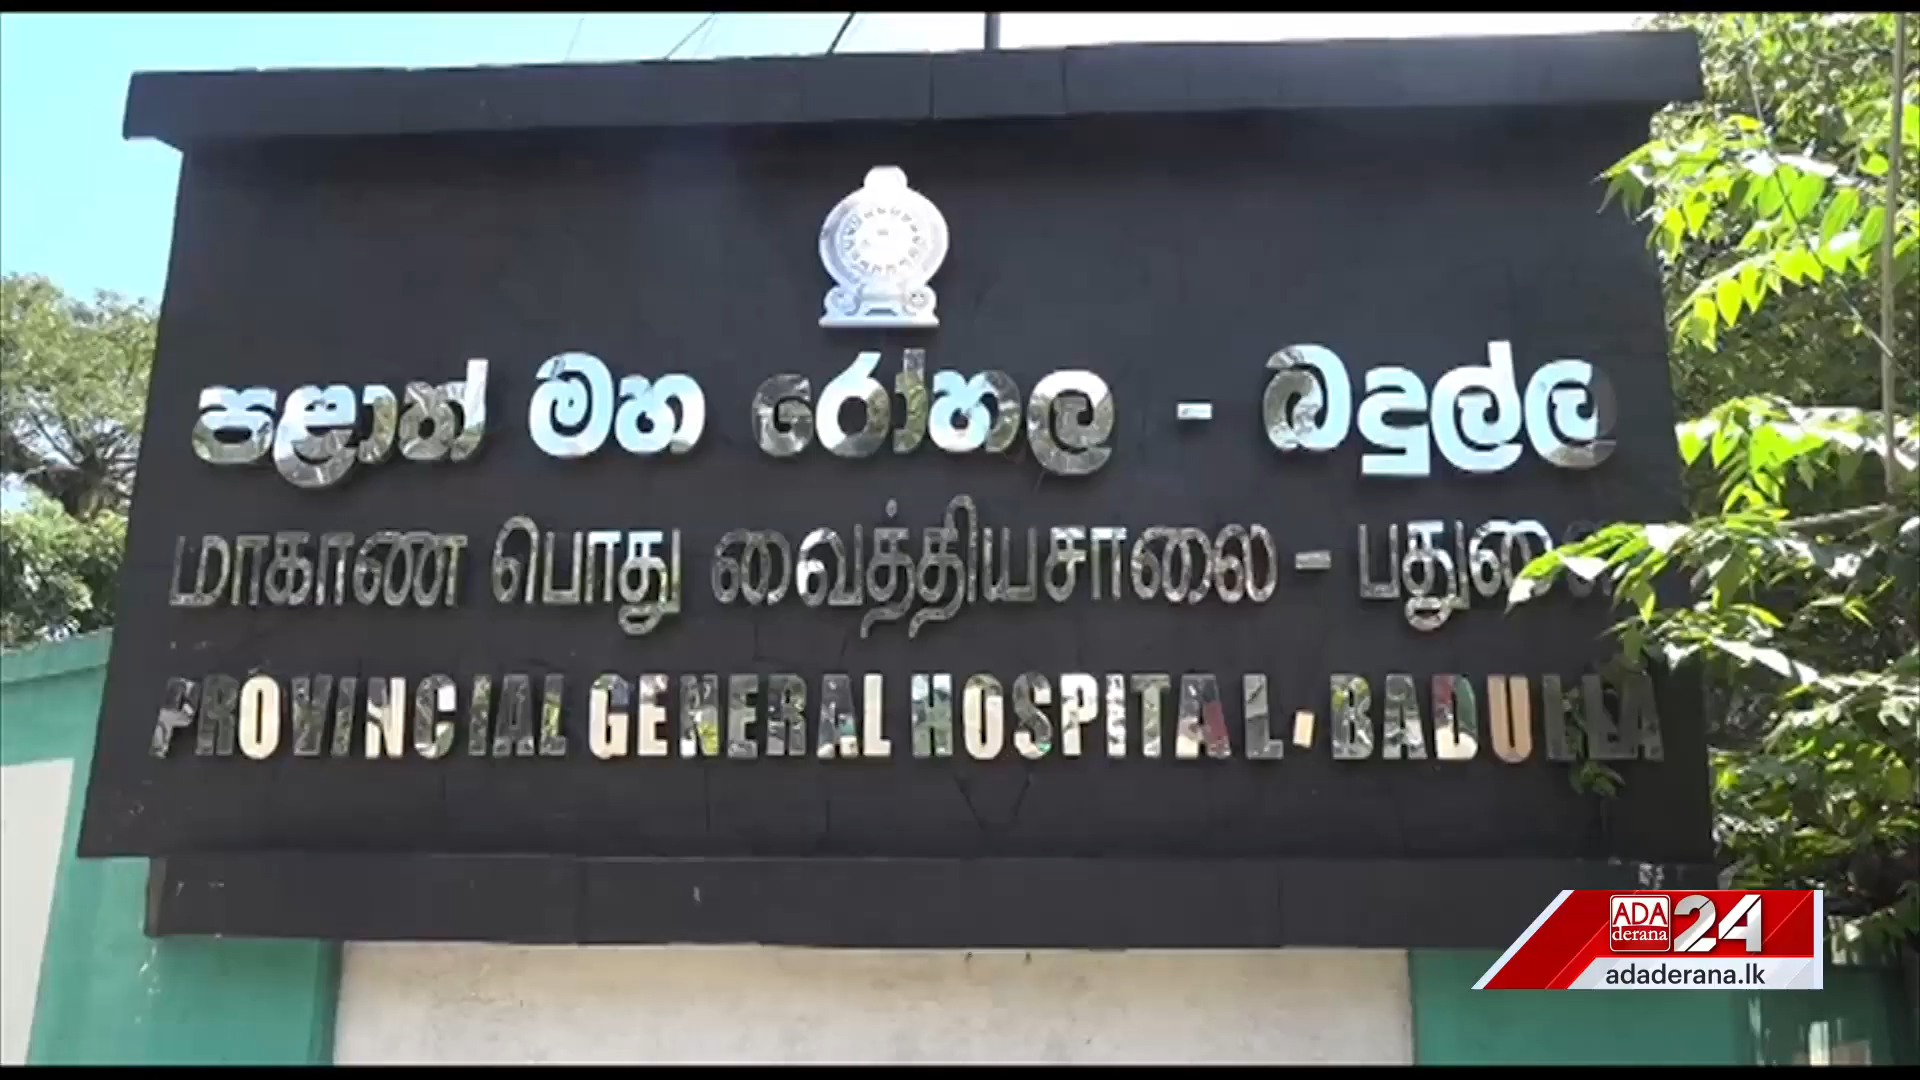 පළාත් මහ රෝහල - බදුල්ල
மாகாண பொது வைத்தியசாலை - பதுளை
PROVINCIAL GENERAL HOSPITAL - BADULLA
ADA derana 24
adaderana.lk